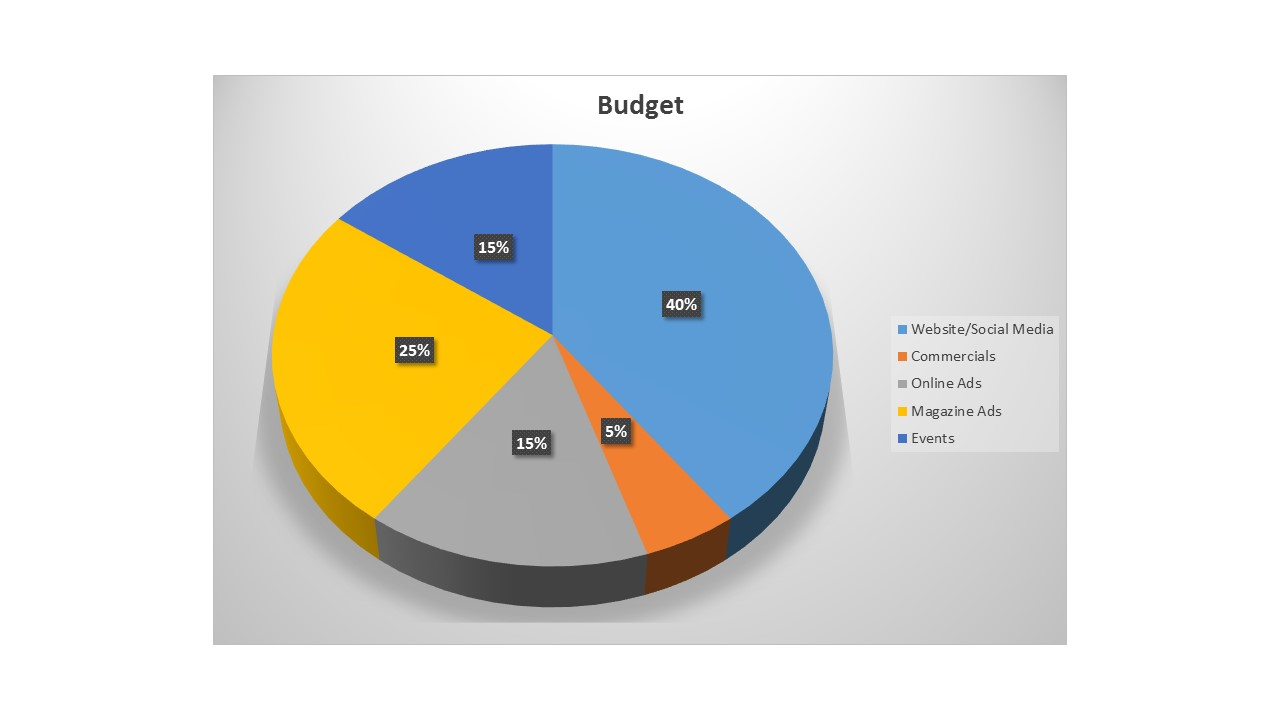 Budget
15%
40%
25%
15%
5%
Website/Social Media
Commercials
Online Ads
Magazine Ads
Events